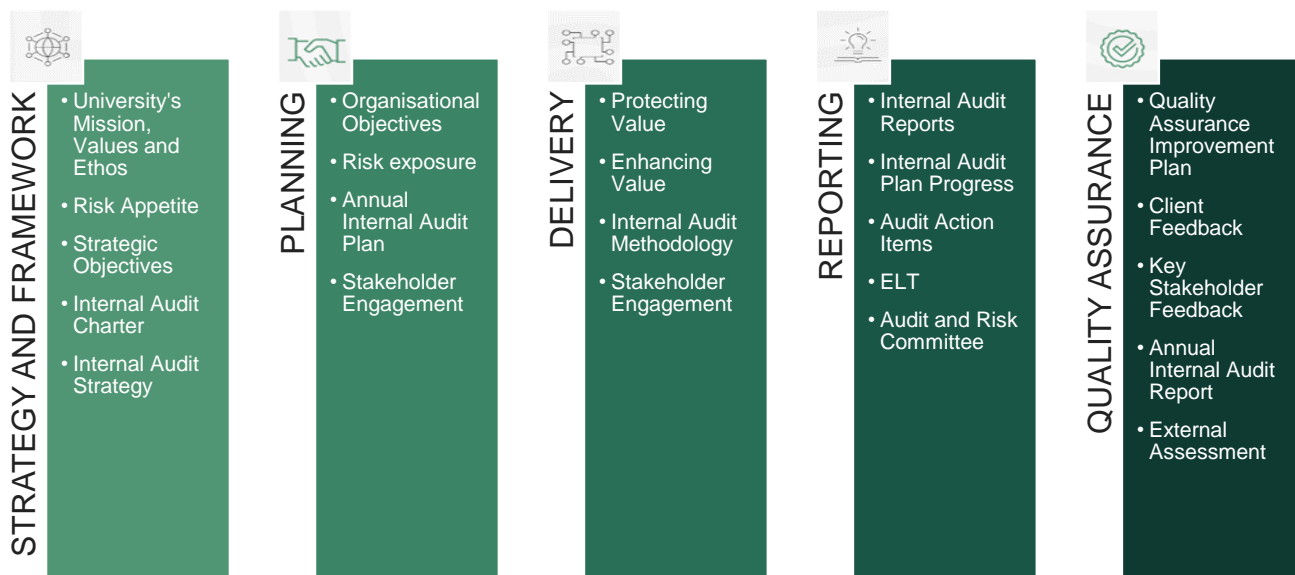 STRATEGY AND FRAMEWORK
• University's
Mission,
Values and
Ethos
• Risk Appetite
• Strategic
Objectives
• Internal Audit
Charter
• Internal Audit
Strategy
PLANNING
• Organisational
Objectives
• Risk exposure
• Annual
Internal Audit
Plan
• Stakeholder
Engagement
DELIVERY
• Protecting
Value
• Enhancing
Value
• Internal Audit
Methodology
• Stakeholder
Engagement
REPORTING
• Internal Audit
Reports
• Internal Audit
Plan Progress
• Audit Action
Items
• ELT
• Audit and Risk
Committee
QUALITY ASSURANCE
• Quality
Assurance
Improvement
Plan
• Client
Feedback
• Key
Stakeholder
Feedback
• Annual
Internal Audit
Report
• External
Assessment